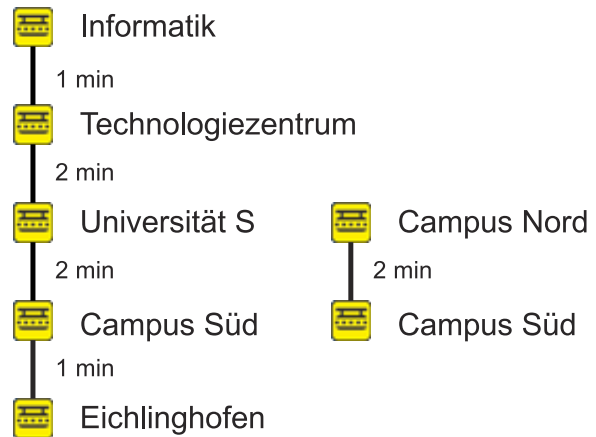 Informatik
1 min
Technologiezentrum
2 min
Universität S
2 min
Campus Süd
1 min
Eichlinghofen
Campus Nord
2 min
Campus Süd